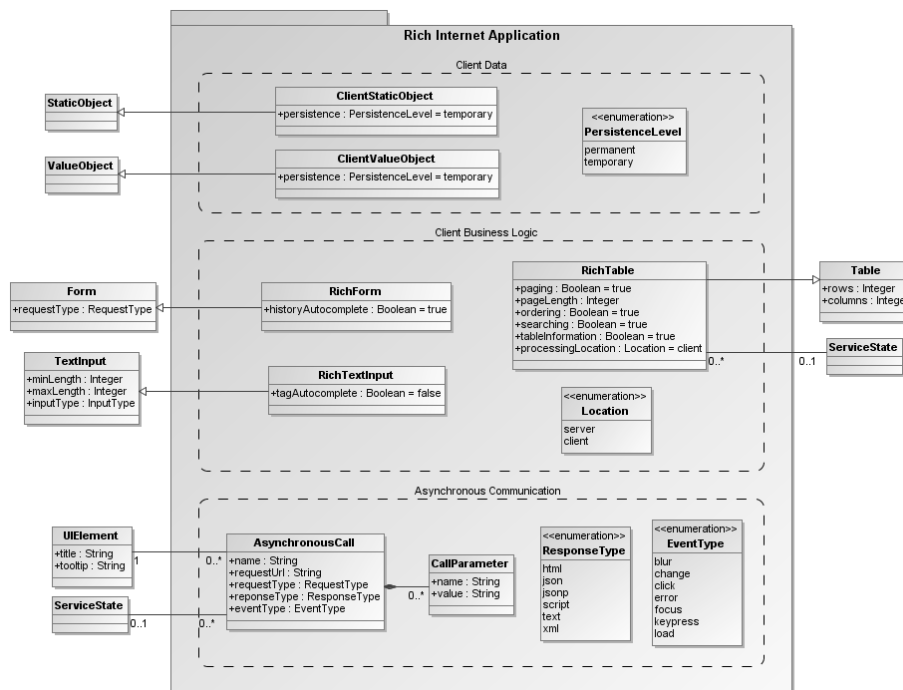 Rich Internet Application
Client Data
StaticObject
ClientStaticObject
+persistence : PersistenceLevel = temporary
<<enumeration>>
PersistenceLevel
permanent
temporary
ValueObject
ClientValueObject
+persistence : PersistenceLevel = temporary
Client Business Logic
Form
+requestType : RequestType
RichForm
+historyAutocomplete : Boolean = true
RichTable
+paging : Boolean = true
+pageLength : Integer
+ordering : Boolean = true
+searching : Boolean = true
+tableInformation : Boolean = true
+processingLocation : Location = client
Table
+rows : Integer
+columns : Integer
0..*
0..1
ServiceState
TextInput
+minLength : Integer
+maxLength : Integer
+inputType : InputType
RichTextInput
+tagAutocomplete : Boolean = false
<<enumeration>>
Location
server
client
Asynchronous Communication
UIElement
+title : String
+tooltip : String
1
0..*
ServiceState
0..1
0..*
AsynchronousCall
+name : String
+requestUrl : String
+requestType : RequestType
+reponseType : ResponseType
+eventType : EventType
0..*
CallParameter
+name : String
+value : String
<<enumeration>>
ResponseType
html
json
jsonp
script
text
xml
<<enumeration>>
EventType
blur
change
click
error
focus
keypress
load